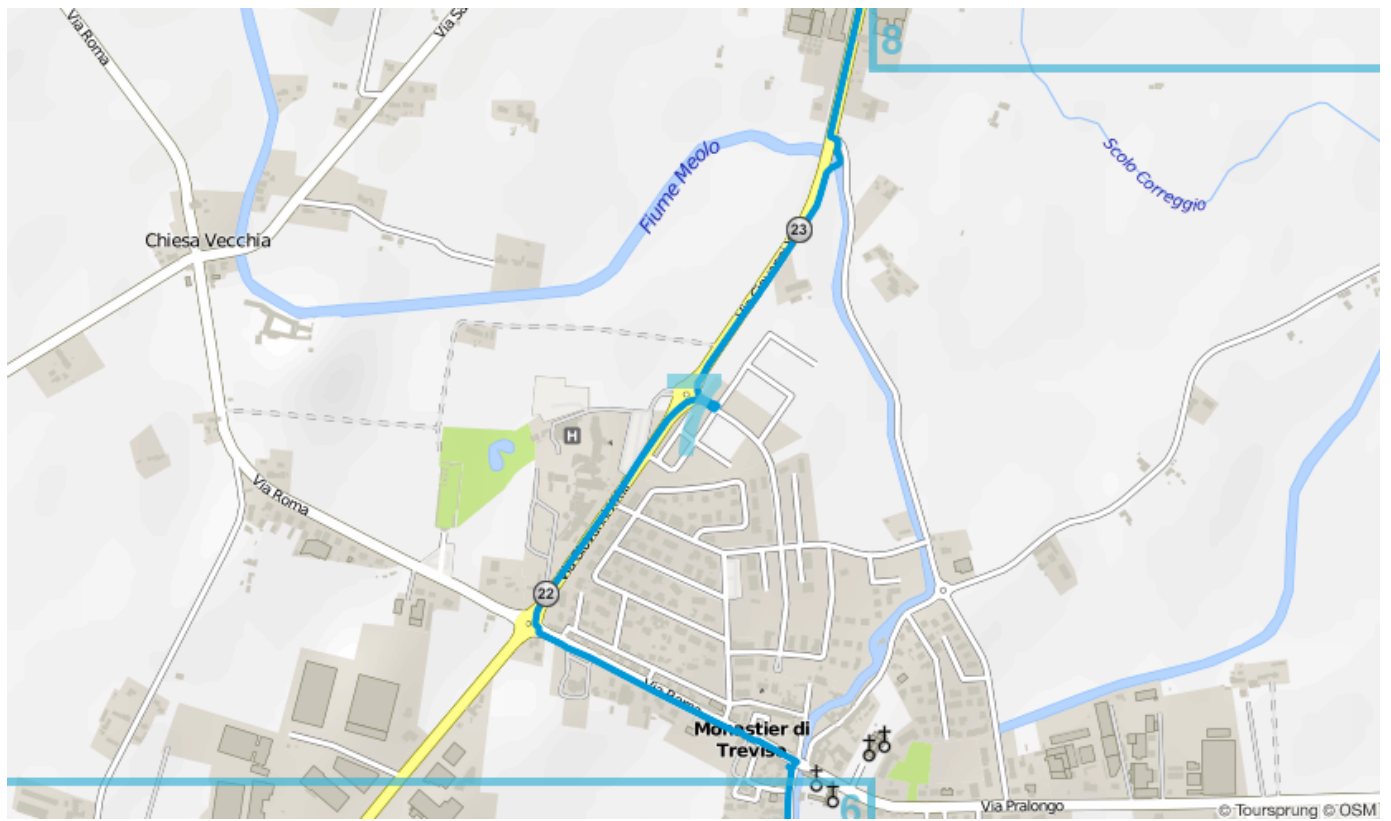 Via Roma
8
Fiume Meolo
Scolo Correggio
Chiesa Vecchia
23
7
H
Via Roma
22
Via Roma
Monastier di
Treviso
6
Via Pralongo
© Toursprung © OSM